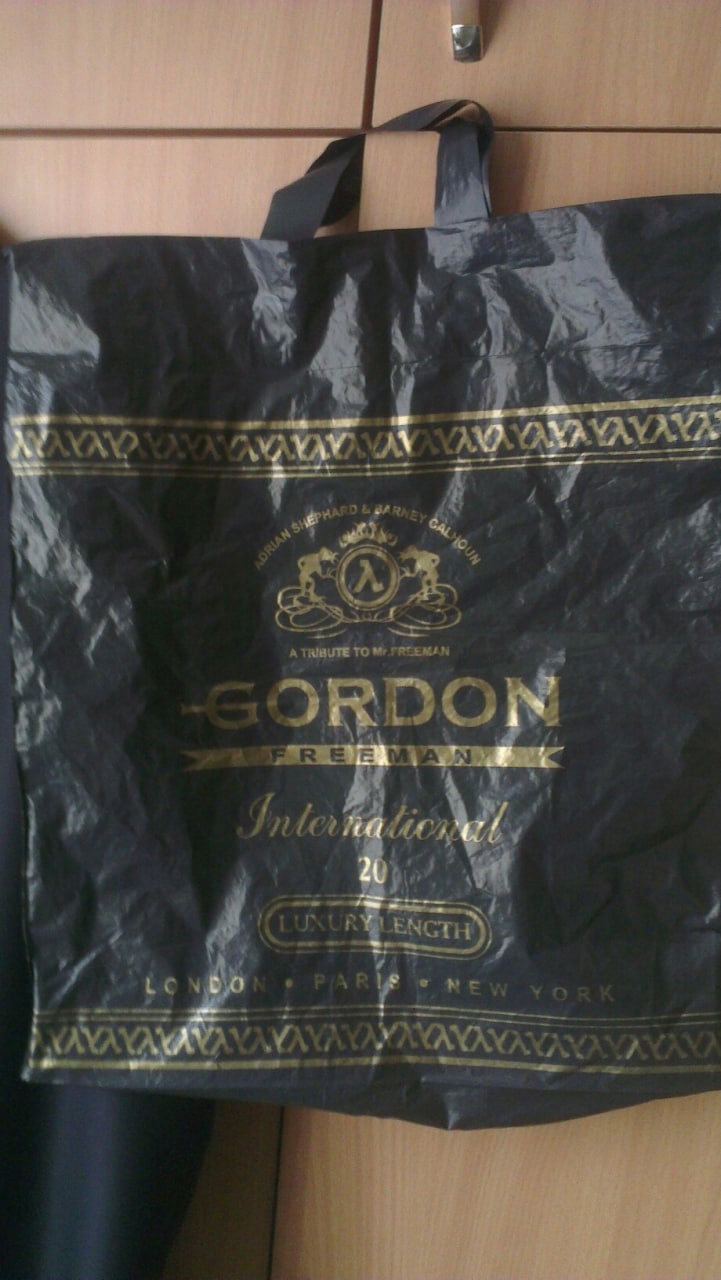 ADRIAN SHEPHARD & BARNEY CALHOUN
λ
A TRIBUTE TO Mr.FREEMAN
GORDON
FREEMAN
International
20
LUXURY LENGTH
LONDON • PARIS • NEW YORK